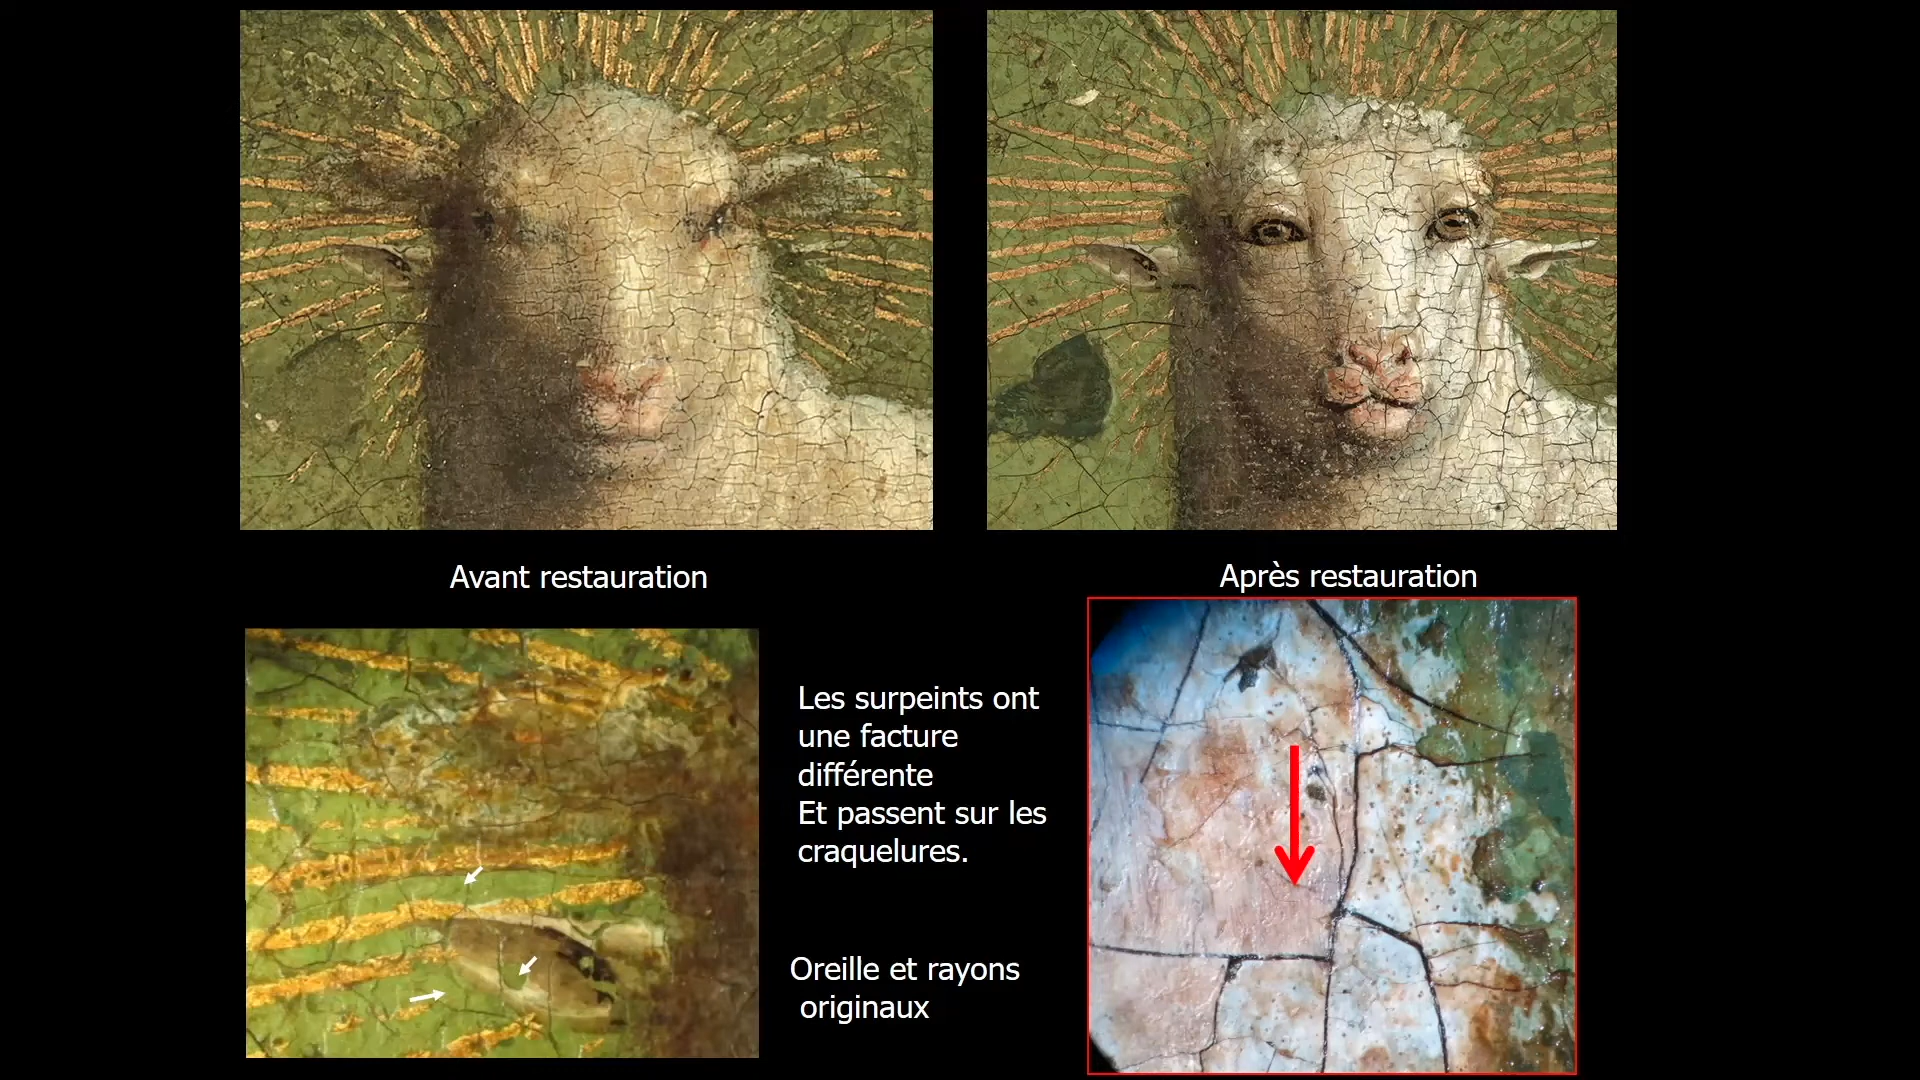 Avant restauration
Après restauration
Les surpeints ont
une facture
différente
Et passent sur les
craquelures.
Oreille et rayons
originaux